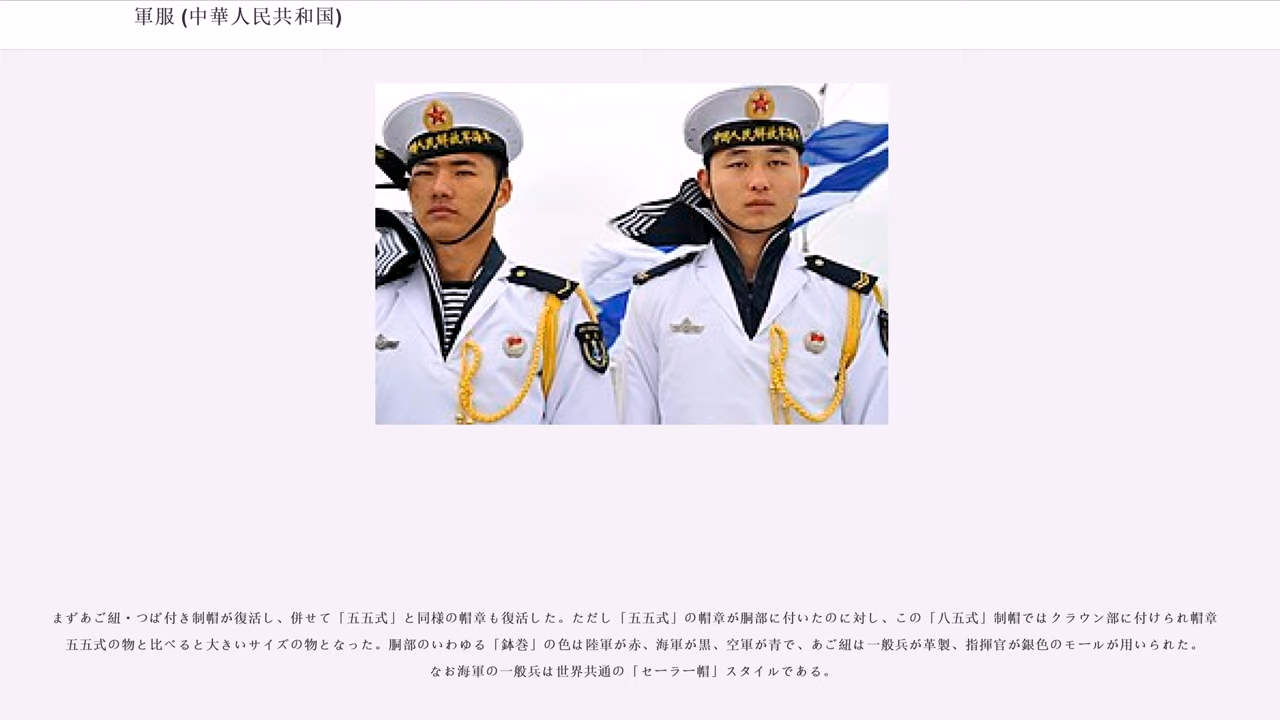 軍服 (中華人民共和国)
中国人民解放军海军
まずあご紐・つば付き制帽が復活し、併せて「五五式」と同様の帽章も復活した。ただし「五五式」の帽章が胴部に付いたのに対し、この「八五式」制帽ではクラウン部に付けられ帽章
五五式の物と比べると大きいサイズの物となった。胴部のいわゆる「鉢巻」の色は陸軍が赤、海軍が黒、空軍が青で、あご紐は一般兵が革製、指揮官が銀色のモールが用いられた。
なお海軍の一般兵は世界共通の「セーラー帽」スタイルである。